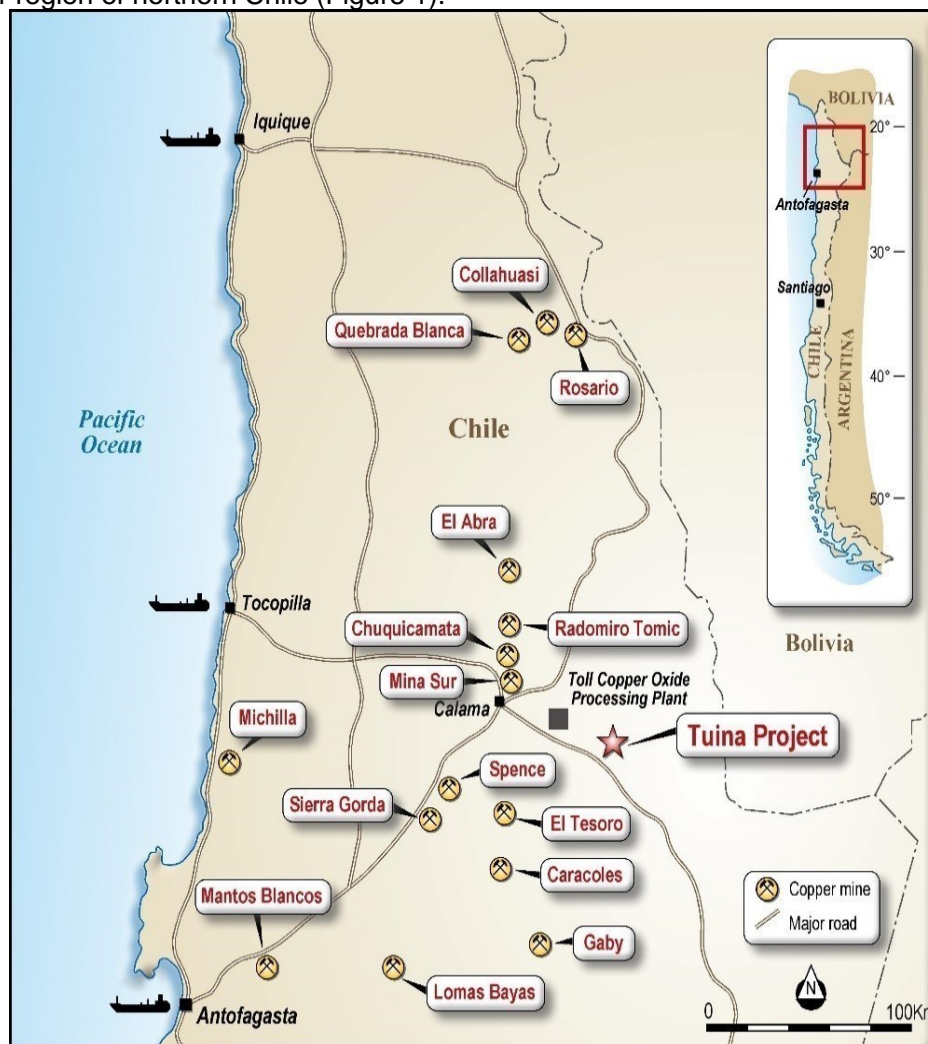 region of northern Chile (Figure 1).
Iquique
BOLIVIA
20°
Antofagasta
30°
Santiago
CHILE
ARGENTINA
40°
50°
Collahuasi
Quebrada Blanca
Rosario
Pacific
Ocean
Chile
El Abra
Tocopilla
Chuquicamata
Radomiro Tomic
Bolivia
Mina Sur
Toll Copper Oxide
Processing Plant
Calama
Michilla
Tuina Project
Spence
Sierra Gorda
El Tesoro
Caracoles
Mantos Blancos
Copper mine
Major road
Gaby
Lomas Bayas
N
Antofagasta
0
100Km